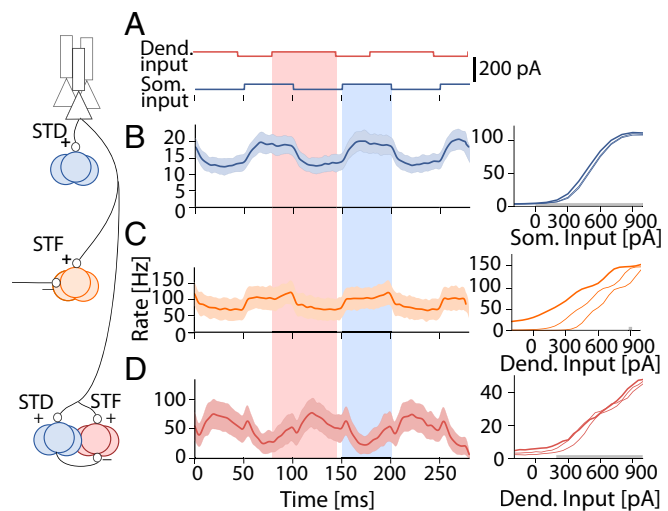 A
Dend.
input
Som.
input
200 pA
STD
+
B
20
15
10
5
0
100
50
0
0 300 600 900
Som. Input [pA]
STF
+
–
C
Rate [Hz]
150
100
50
0
150
100
50
0
0 300 600 900
Dend. Input [pA]
D
STD STF
+ +
–
100
50
0
0 50 100 150 200 250
Time [ms]
40
20
0
0 300 600 900
Dend. Input [pA]